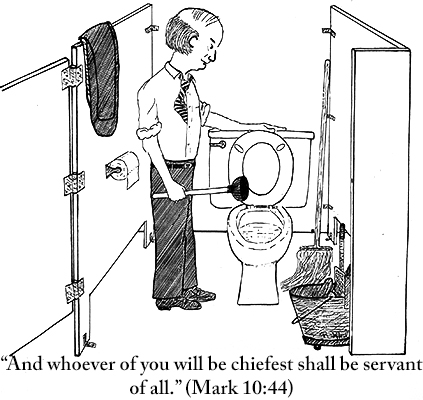 “And whoever of you will be chiefest shall be servant
of all.” (Mark 10:44)